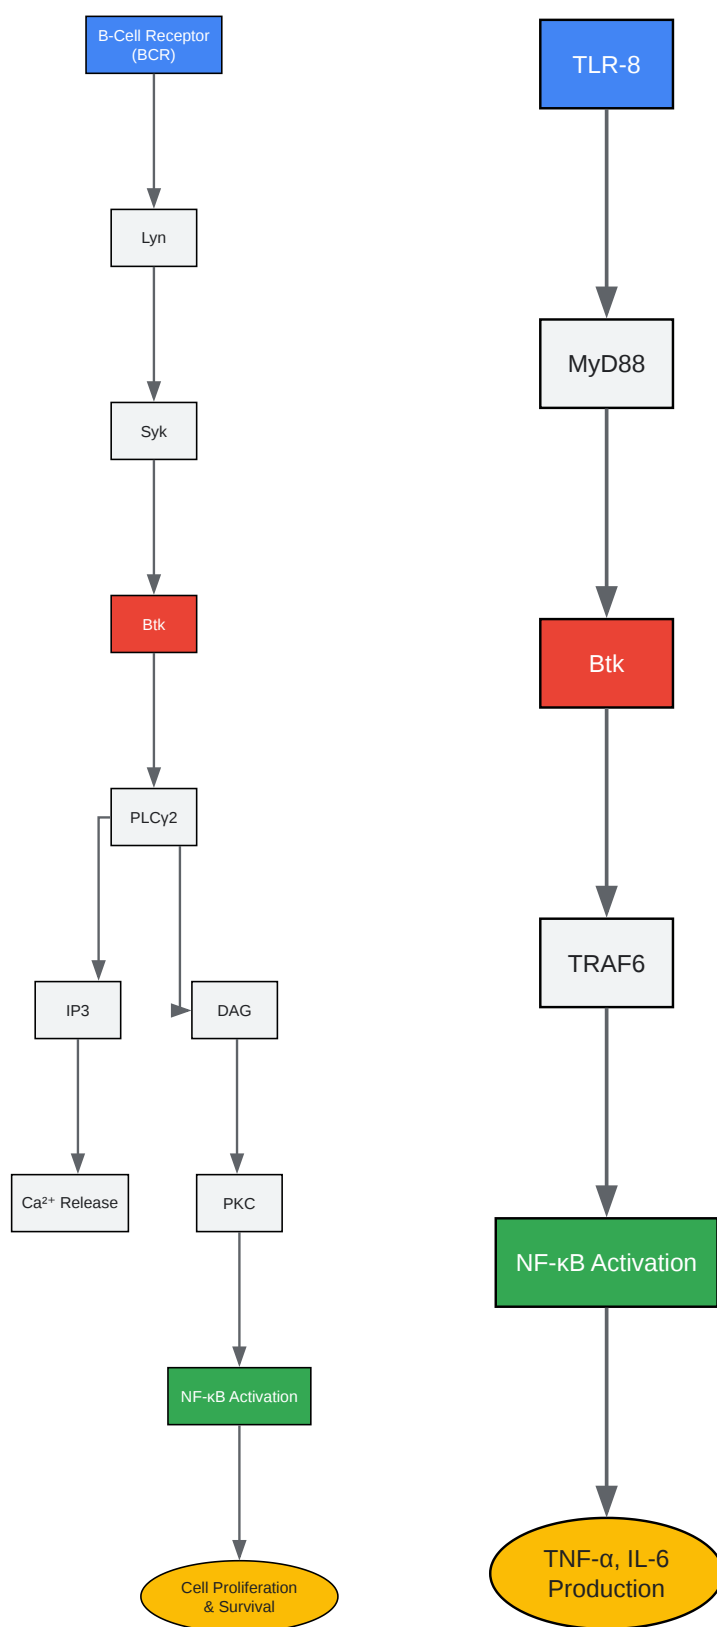 B-Cell Receptor
(BCR)
Lyn
Syk
Btk
PLCγ2
IP3
DAG
Ca²⁺ Release
PKC
NF-κB Activation
Cell Proliferation
& Survival
TLR-8
MyD88
Btk
TRAF6
NF-κB Activation
TNF-α, IL-6
Production